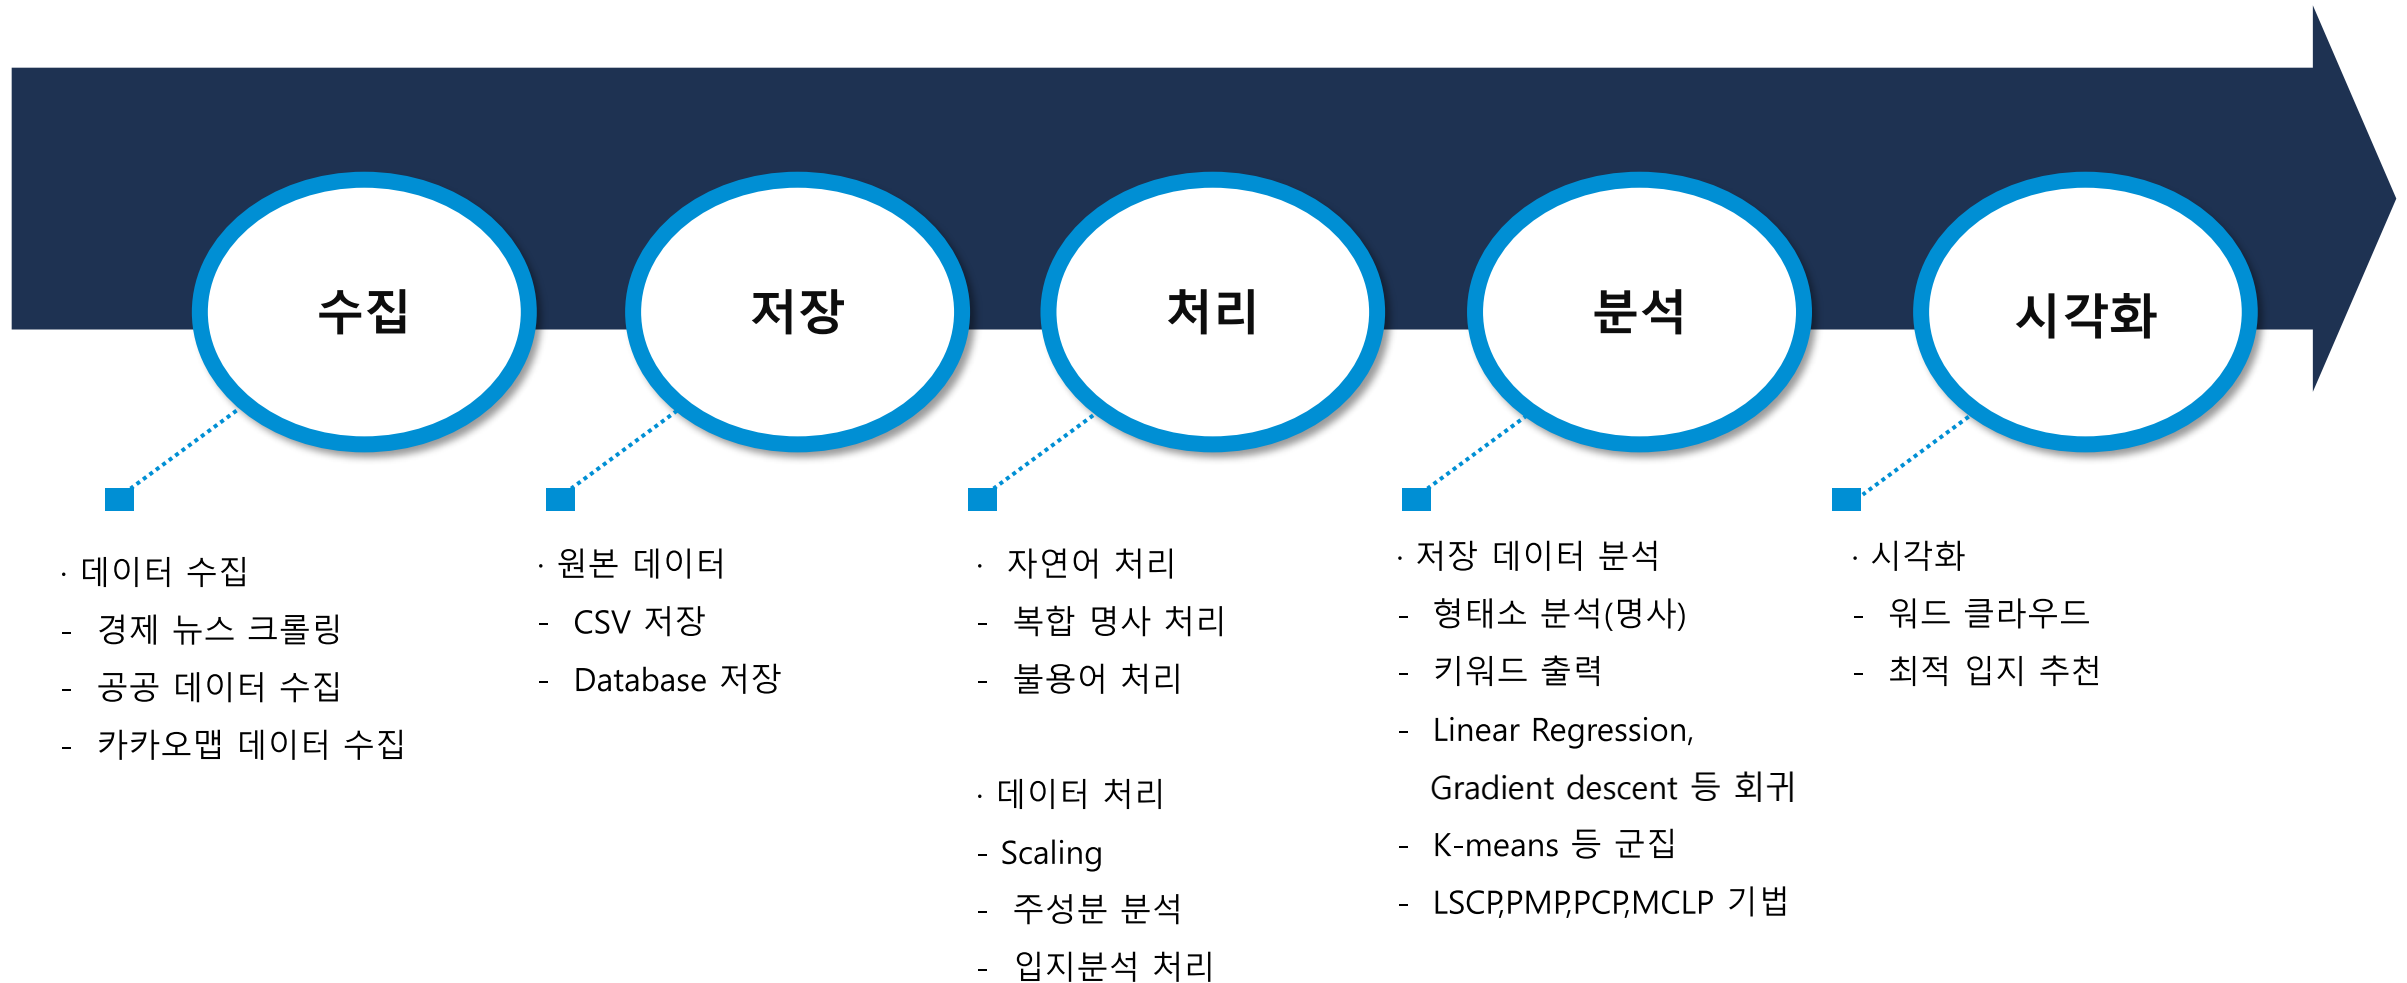 수집
저장
처리
분석
시각화
· 데이터 수집
- 경제 뉴스 크롤링
- 공공 데이터 수집
- 카카오맵 데이터 수집
· 원본 데이터
- CSV 저장
- Database 저장
· 자연어 처리
- 복합 명사 처리
- 불용어 처리
· 데이터 처리
- Scaling
- 주성분 분석
- 입지분석 처리
· 저장 데이터 분석
- 형태소 분석(명사)
- 키워드 출력
- Linear Regression,
Gradient descent 등 회귀
- K-means 등 군집
- LSCP,PMP,PCP,MCLP 기법
· 시각화
- 워드 클라우드
- 최적 입지 추천